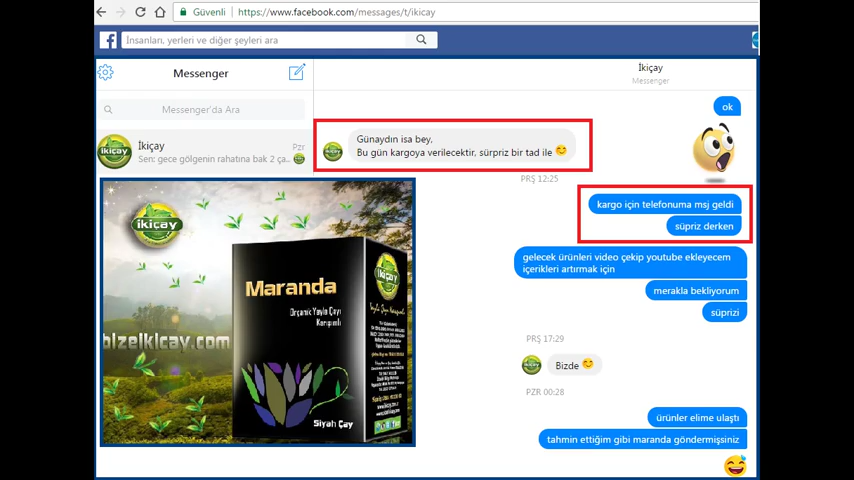 Güvenli
https://www.facebook.com/messages/t/ikicay
İnsanları, yerleri ve diğer şeyleri ara
Messenger
Messenger'da Ara
İkiçay
Pzr
Sen: gece gölgenin rahatına bak 2 ça..
İkiçay
Messenger
ok
Günaydın isa bey,
Bu gün kargoya verilecektir, sürpriz bir tad ile
PRŞ 12:25
kargo için telefonuma msj geldi
süpriz derken
gelecek ürünleri video çekip youtube ekleyecem
içerikleri artırmak için
merakla bekliyorum
süprizi
PRŞ 17:29
Bizde
PZR 00:28
ürünler elime ulaştı
tahmin ettiğim gibi maranda göndermişsiniz
ikiçay
bizeikicay.com
Maranda
Organik Yayla Çayı
Karışımlı
Siyah Çay
ikiçay